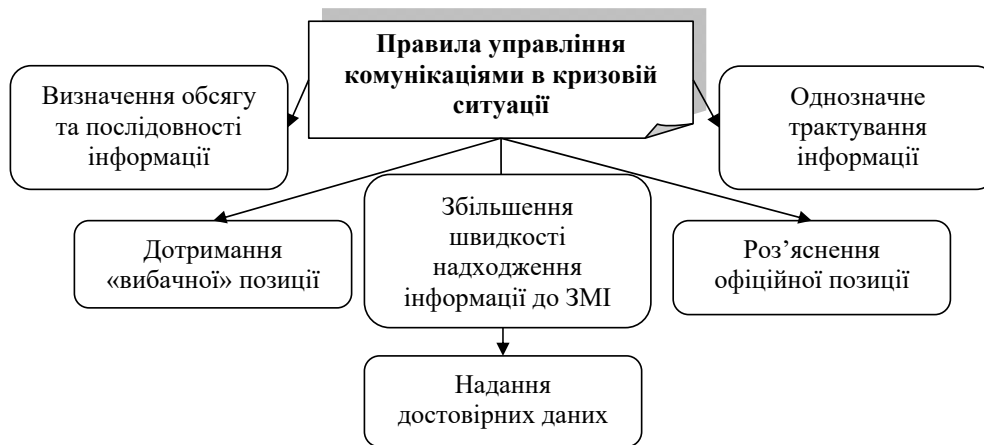 Правила управління
комунікаціями в кризовій
ситуації
Визначення обсягу
та послідовності
інформації
Однозначне
трактування
інформації
Дотримання
«вибачної» позиції
Збільшення
швидкості
надходження
інформації до ЗМІ
Роз’яснення
офіційної позиції
Надання
достовірних даних